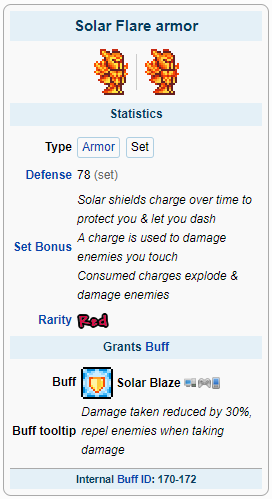 Solar Flare armor
Statistics
Type Armor Set
Defense 78 (set)
Solar shields charge over time to
protect you & let you dash
A charge is used to damage
Set Bonus enemies you touch
Consumed charges explode &
damage enemies
Rarity Red
Grants Buff
Buff Solar Blaze
Damage taken reduced by 30%,
Buff tooltip repel enemies when taking
damage
Internal Buff ID: 170-172